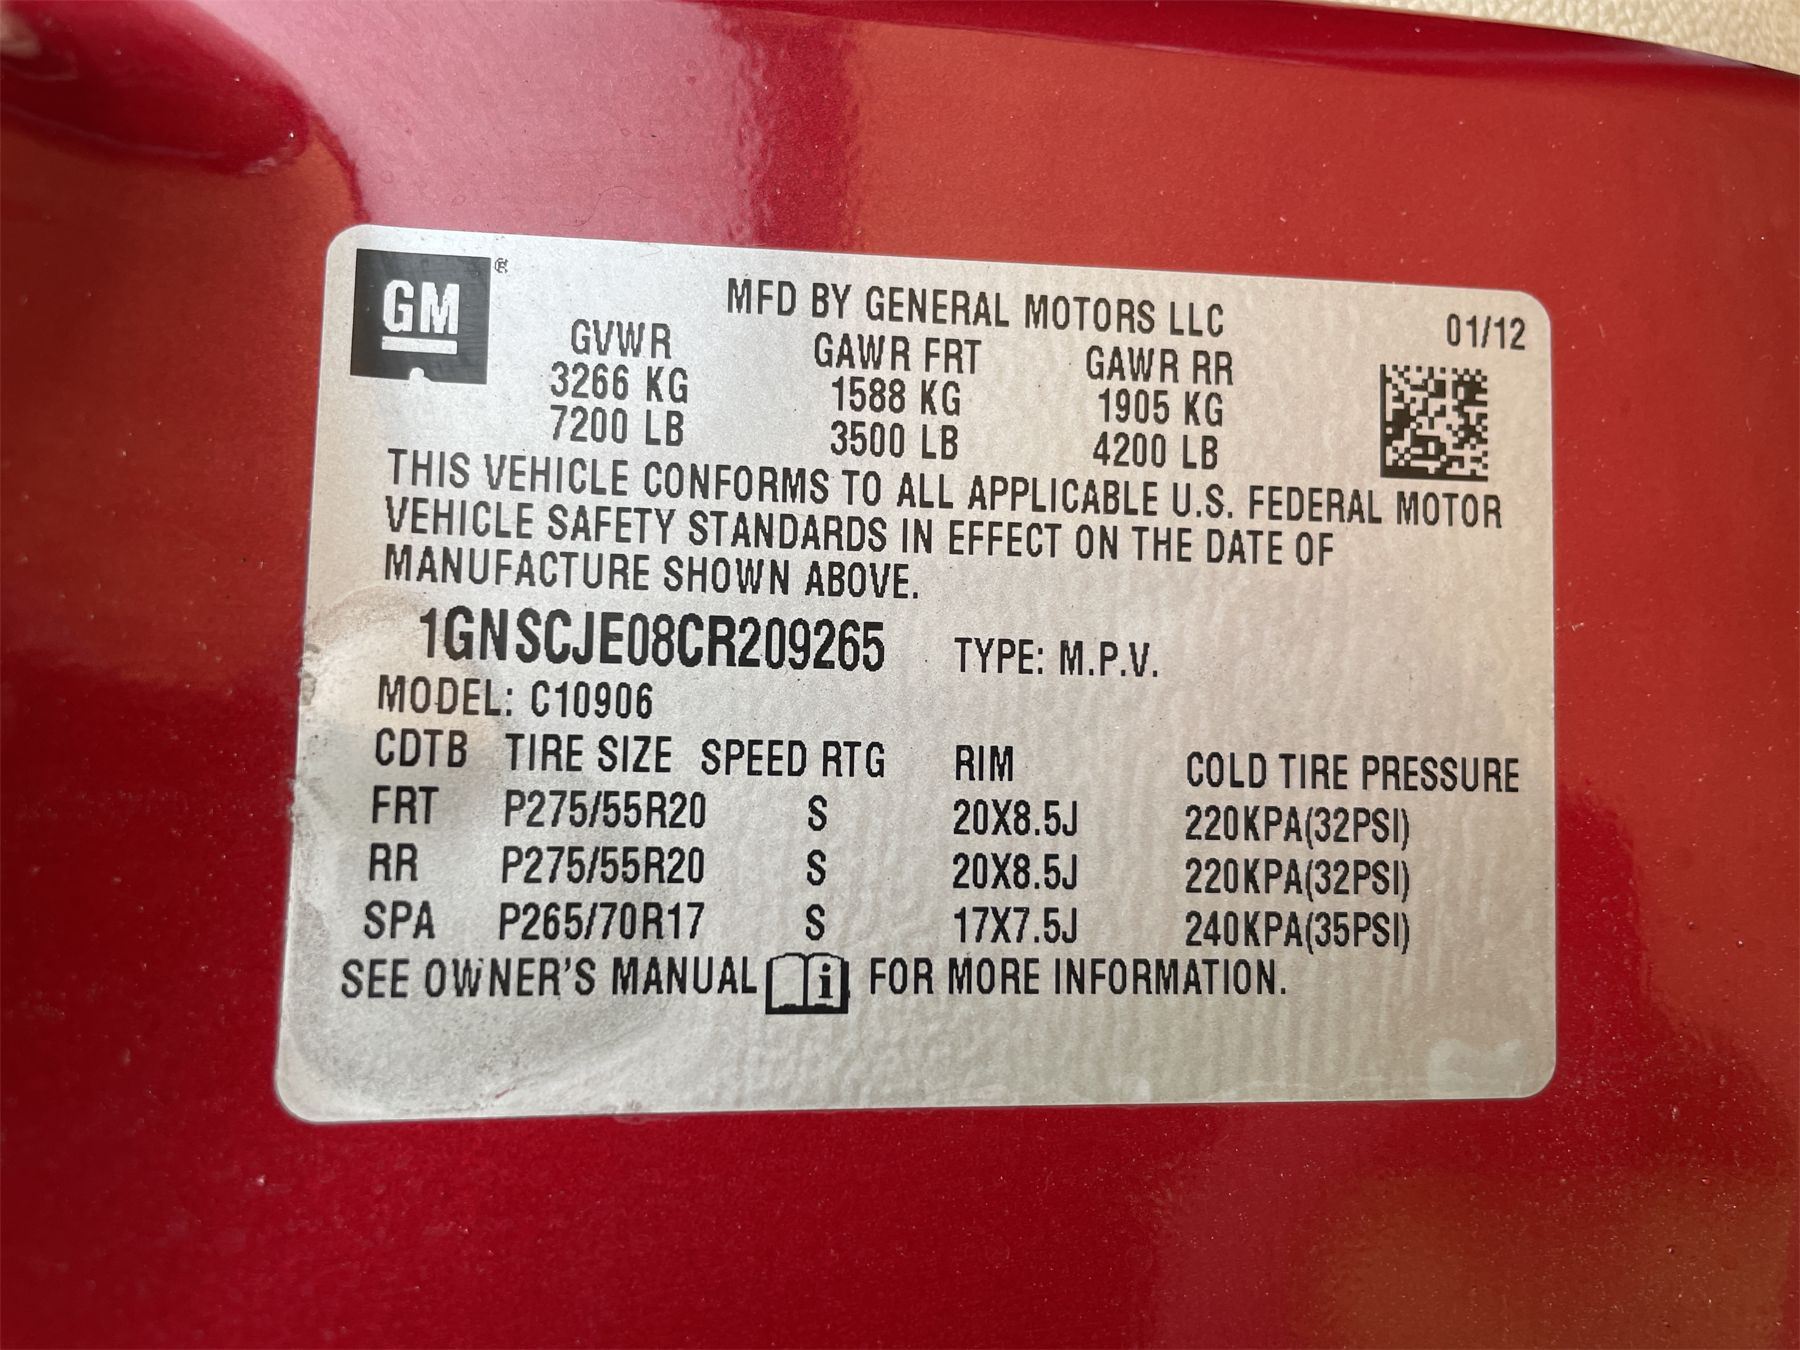 GM
MFD BY GENERAL MOTORS LLC 01/12
GVWR GAWR FRT GAWR RR
3266 KG 1588 KG 1905 KG
7200 LB 3500 LB 4200 LB
THIS VEHICLE CONFORMS TO ALL APPLICABLE U.S. FEDERAL MOTOR
VEHICLE SAFETY STANDARDS IN EFFECT ON THE DATE OF
MANUFACTURE SHOWN ABOVE.
1GNSCJE08CR209265 TYPE: M.P.V.
MODEL: C10906
CDTB TIRE SIZE SPEED RTG RIM COLD TIRE PRESSURE
FRT P275/55R20 S 20X8.5J 220KPA(32PSI)
RR P275/55R20 S 20X8.5J 220KPA(32PSI)
SPA P265/70R17 S 17X7.5J 240KPA(35PSI)
SEE OWNER'S MANUAL i FOR MORE INFORMATION.